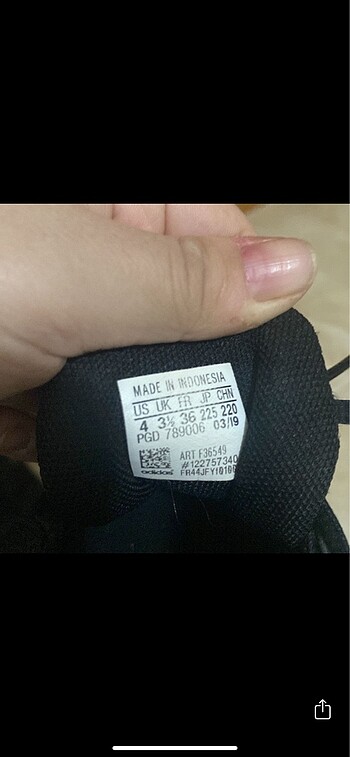 MADE IN INDONESIA
US UK FR JP CHN
4 3½ 36 225 220
PGD 789006 03/19
ART F36549
#122757340
adidas FR44JFYf0106